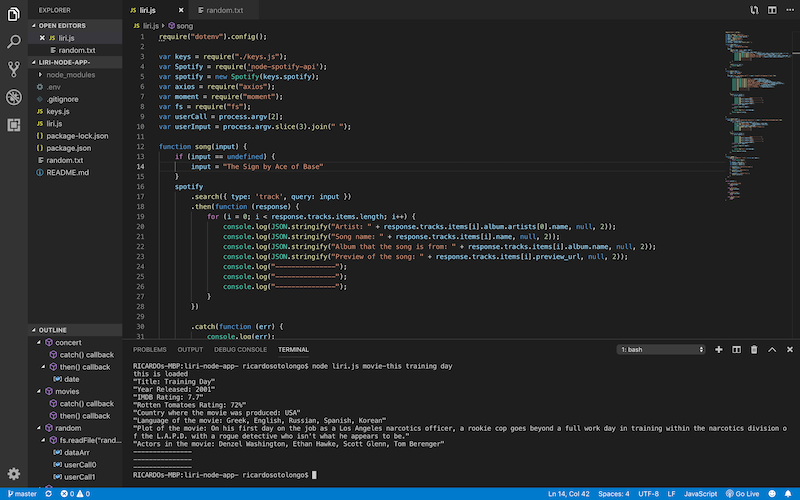 EXPLORER
OPEN EDITORS
JS liri.js
random.txt
LIRI-NODE-APP-
node_modules
.env
.gitignore
JS keys.js
JS liri.js
{} package-lock.json
{} package.json
random.txt
README.md
OUTLINE
concert
catch() callback
then() callback
date
movies
catch() callback
then() callback
random
fs.readFile("rand...
dataArr
userCall0
userCall1
JS liri.js
random.txt
JS liri.js > song
1 require("dotenv").config();
2
3 var keys = require("./keys.js");
4 var Spotify = require('node-spotify-api');
5 var spotify = new Spotify(keys.spotify);
6 var axios = require("axios");
7 var moment = require("moment");
8 var fs = require("fs");
9 var userCall = process.argv[2];
10 var userInput = process.argv.slice(3).join(" ");
11
12 function song(input) {
13 if (input == undefined) {
14 input = "The Sign by Ace of Base"
15 }
16 spotify
17 .search({ type: 'track', query: input })
18 .then(function (response) {
19 for (i = 0; i < response.tracks.items.length; i++) {
20 console.log(JSON.stringify("Artist: " + response.tracks.items[i].album.artists[0].name, null, 2));
21 console.log(JSON.stringify("Song name: " + response.tracks.items[i].name, null, 2));
22 console.log(JSON.stringify("Album that the song is from: " + response.tracks.items[i].album.name, null, 2));
23 console.log(JSON.stringify("Preview of the song: " + response.tracks.items[i].preview_url, null, 2));
24 console.log("---------------");
25 console.log("---------------");
26 console.log("---------------");
27 }
28 })
29
30 .catch(function (err) {
31 console.log(err);
PROBLEMS OUTPUT DEBUG CONSOLE TERMINAL 1: bash
RICARDOs-MBP:liri-node-app- ricardosotolongo$ node liri.js movie-this training day
this is loaded
"Title: Training Day"
"Year Released: 2001"
"IMDB Rating: 7.7"
"Rotten Tomatoes Rating: 72%"
"Country where the movie was produced: USA"
"Language of the movie: Greek, English, Russian, Spanish, Korean"
"Plot of the movie: On his first day on the job as a Los Angeles narcotics officer, a rookie cop goes beyond a full work day in training within the narcotics division o
f the L.A.P.D. with a rogue detective who isn't what he appears to be."
"Actors in the movie: Denzel Washington, Ethan Hawke, Scott Glenn, Tom Berenger"
---------------
---------------
---------------
RICARDOs-MBP:liri-node-app- ricardosotolongo$
master 0 0 Ln 14, Col 42 Spaces: 4 UTF-8 LF JavaScript Go Live